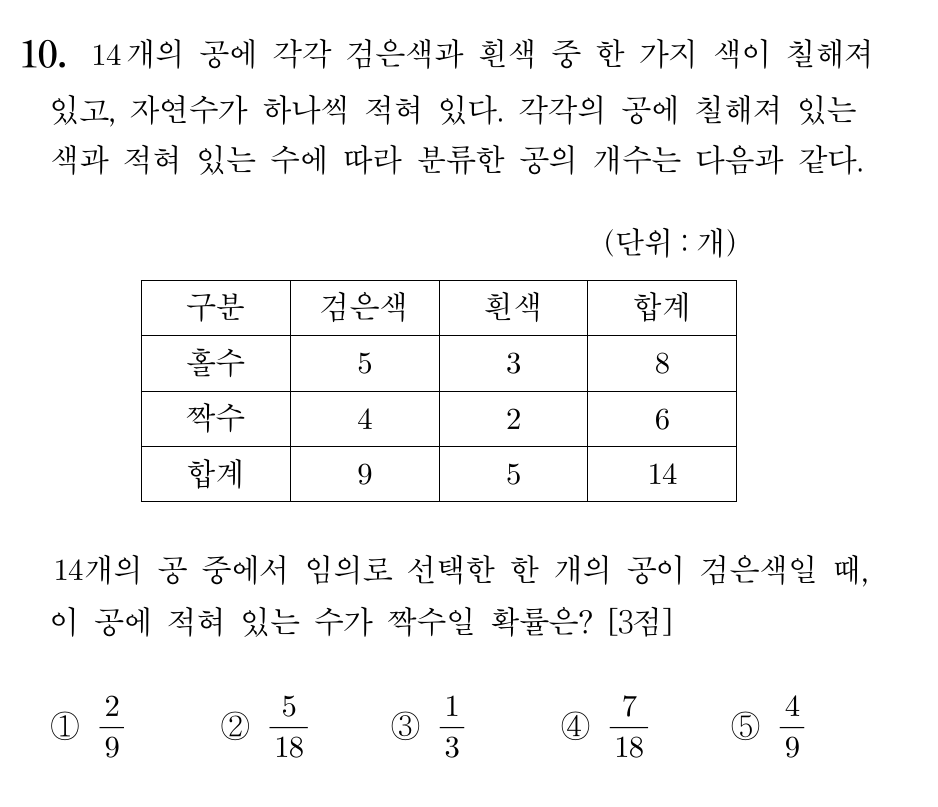 10. 14개의 공에 각각 검은색과 흰색 중 한 가지 색이 칠해져
있고, 자연수가 하나씩 적혀 있다. 각각의 공에 칠해져 있는
색과 적혀 있는 수에 따라 분류한 공의 개수는 다음과 같다.
(단위 : 개)
구분 검은색 흰색 합계
홀수 5 3 8
짝수 4 2 6
합계 9 5 14
14개의 공 중에서 임의로 선택한 한 개의 공이 검은색일 때,
이 공에 적혀 있는 수가 짝수일 확률은? [3점]
① 2/9 ② 5/18 ③ 1/3 ④ 7/18 ⑤ 4/9